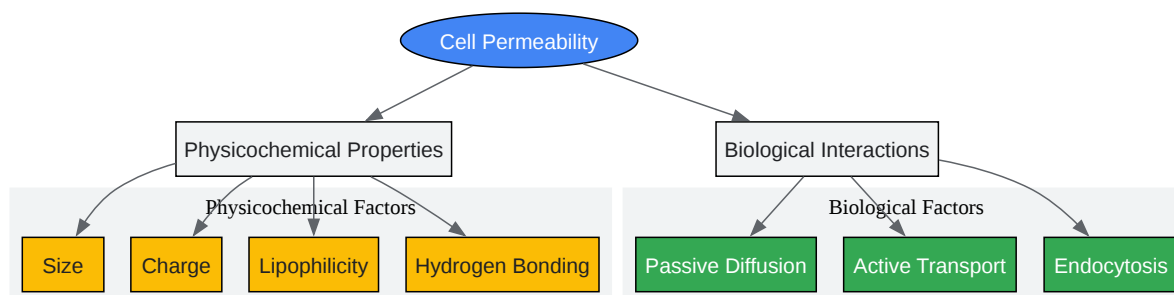 Cell Permeability
Physicochemical Properties
Biological Interactions
Physicochemical Factors
Biological Factors
Size
Charge
Lipophilicity
Hydrogen Bonding
Passive Diffusion
Active Transport
Endocytosis